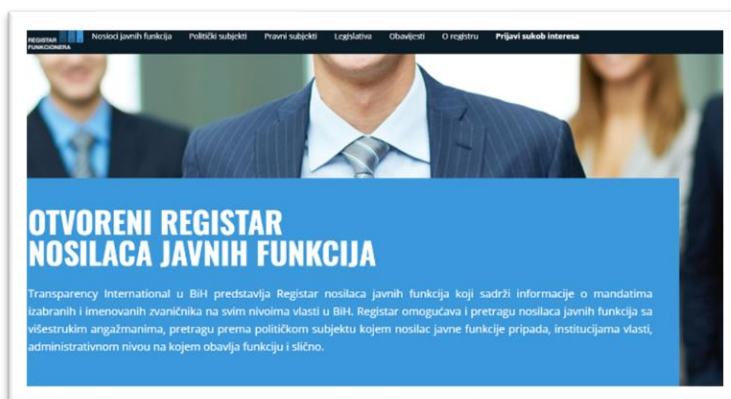 REGISTAR
FUNKCIONERA
Nosioci javnih funkcija Politički subjekti Pravni subjekti Legislativa Obavijesti O registru Prijavi sukob interesa
OTVORENI REGISTAR
NOSILACA JAVNIH FUNKCIJA
Transparency International u BiH predstavlja Registar nosilaca javnih funkcija koji sadrži informacije o mandatima
izabranih i imenovanih zvaničnika na svim nivoima vlasti u BiH. Registar omogućava i pretragu nosilaca javnih funkcija sa
višestrukim angažmanima, pretragu prema političkom subjektu kojem nosilac javne funkcije pripada, institucijama vlasti,
administrativnom nivou na kojem obavlja funkciju i slično.